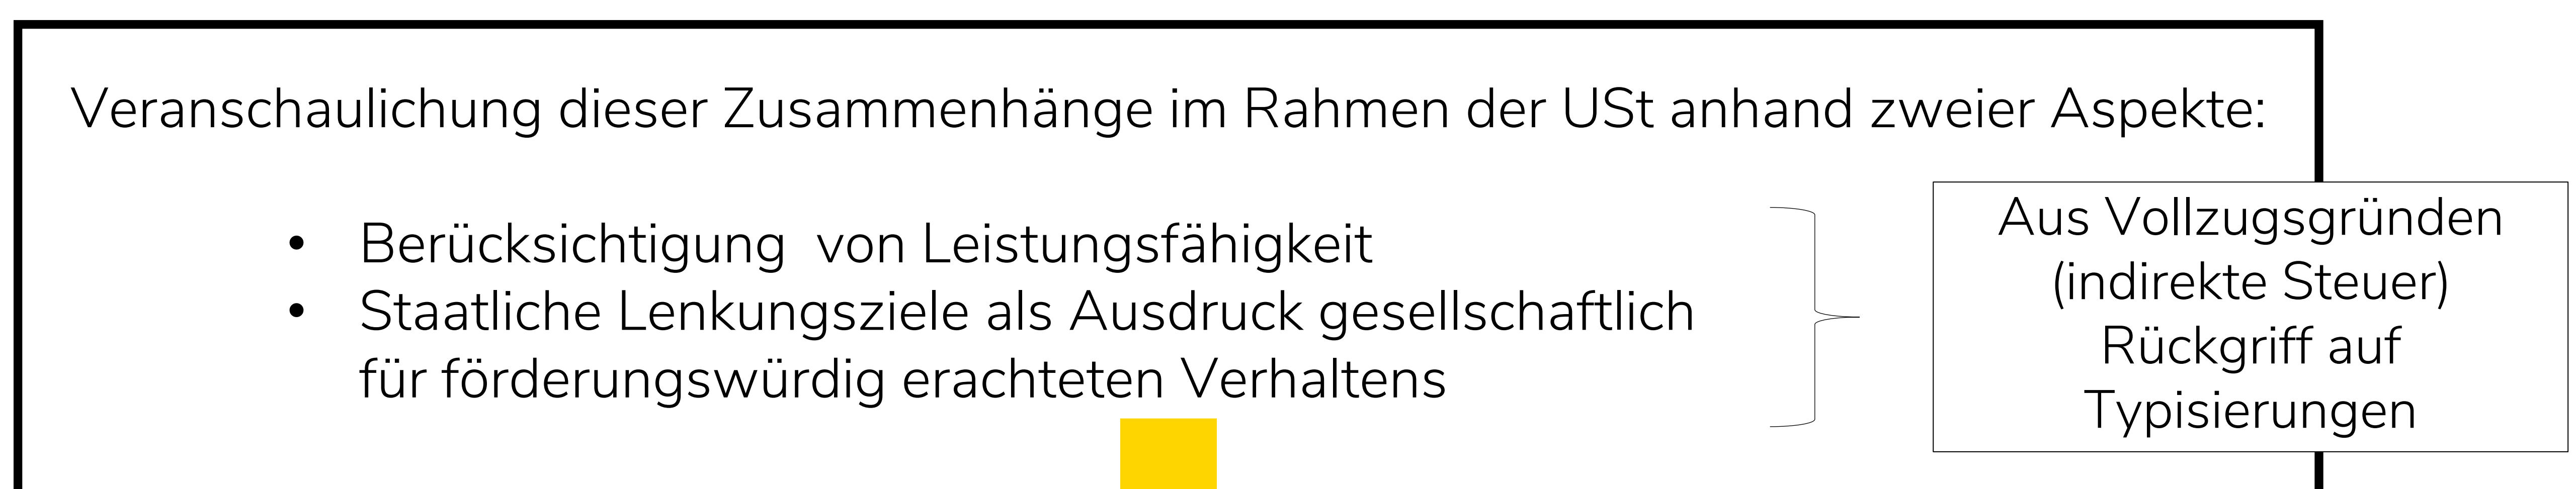 Veranschaulichung dieser Zusammenhänge im Rahmen der USt anhand zweier Aspekte:
• Berücksichtigung  von Leistungsfähigkeit
• Staatliche Lenkungsziele als Ausdruck gesellschaftlich
für förderungswürdig erachteten Verhaltens
Aus Vollzugsgründen
(indirekte Steuer)
Rückgriff auf
Typisierungen